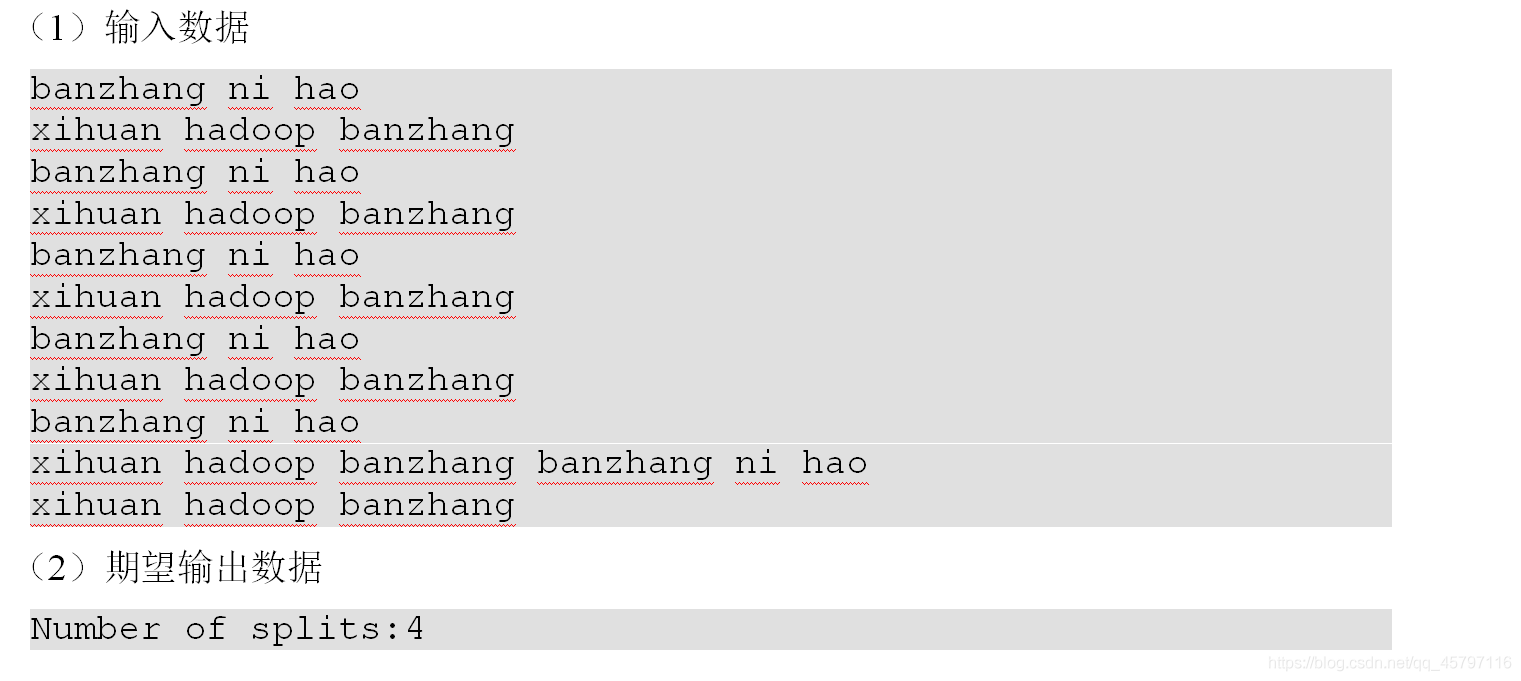 （1）输入数据
banzhang ni hao
xihuan hadoop banzhang
banzhang ni hao
xihuan hadoop banzhang
banzhang ni hao
xihuan hadoop banzhang
banzhang ni hao
xihuan hadoop banzhang
banzhang ni hao
xihuan hadoop banzhang banzhang ni hao
xihuan hadoop banzhang
（2）期望输出数据
Number of splits:4
https://blog.csdn.net/qq_45797116